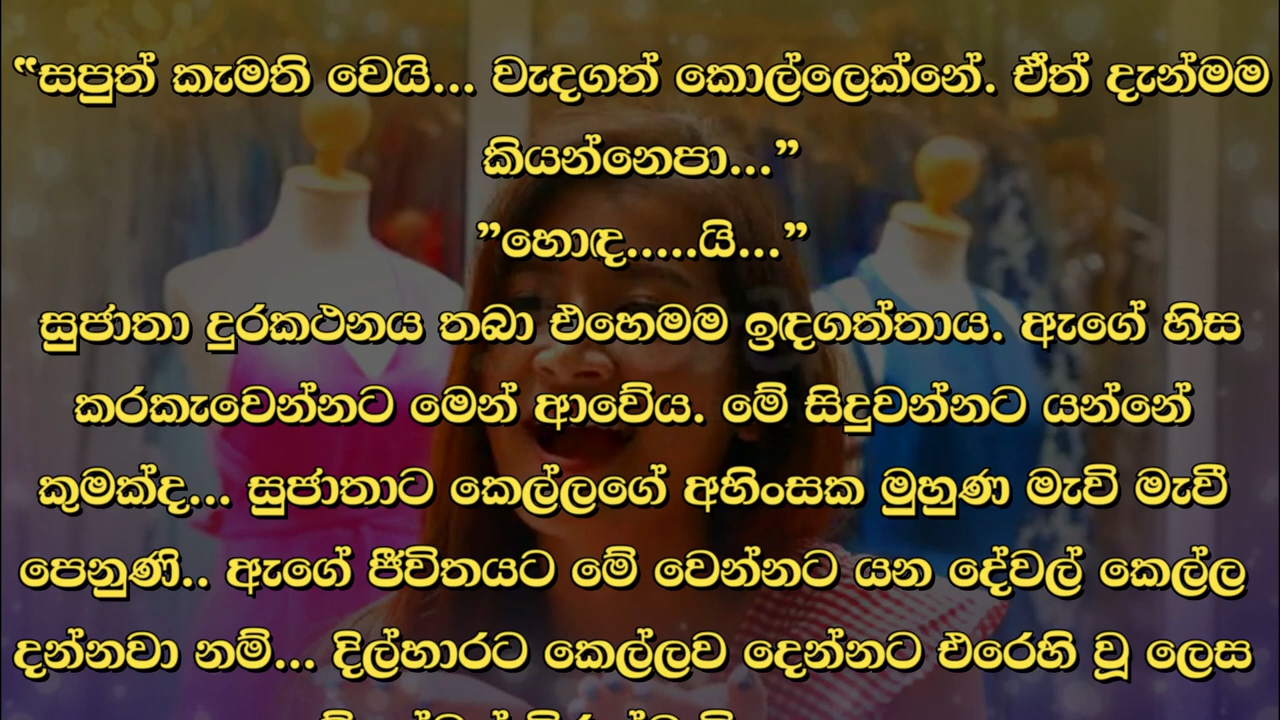 “සපුත් කැමති වෙයි... වැදගත් කොල්ලෙක්නේ. ඒත් දැන්මම
කියන්නෙපා...”
”හොඳ.....යි...”
සුජාතා දුරකථනය තබා එහෙමම ඉඳගත්තාය. ඇගේ හිස
කරකැවෙන්නට මෙන් ආවේය. මේ සිදුවන්නට යන්නේ
කුමක්ද... සුජාතාට කෙල්ලගේ අහිංසක මුහුණ මැවි මැවී
පෙනුණි.. ඇගේ ජීවිතයට මේ වෙන්නට යන දේවල් කෙල්ල
දන්නවා නම්... දිල්හාරට කෙල්ලව දෙන්නට එරෙහි වූ ලෙස